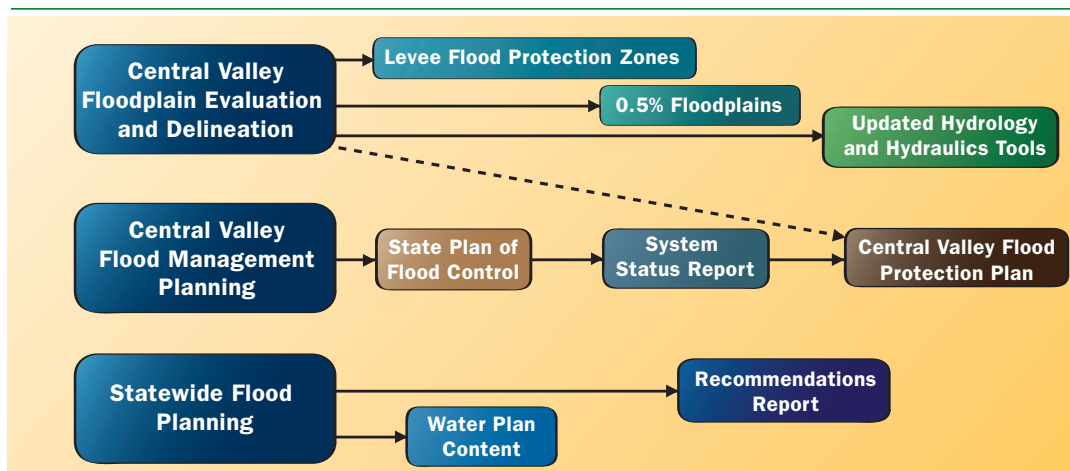 Central Valley
Floodplain Evaluation
and Delineation
Levee Flood Protection Zones
0.5% Floodplains
Updated Hydrology
and Hydraulics Tools
Central Valley
Flood Management
Planning
State Plan of
Flood Control
System
Status Report
Central Valley Flood
Protection Plan
Statewide Flood
Planning
Recommendations
Report
Water Plan
Content